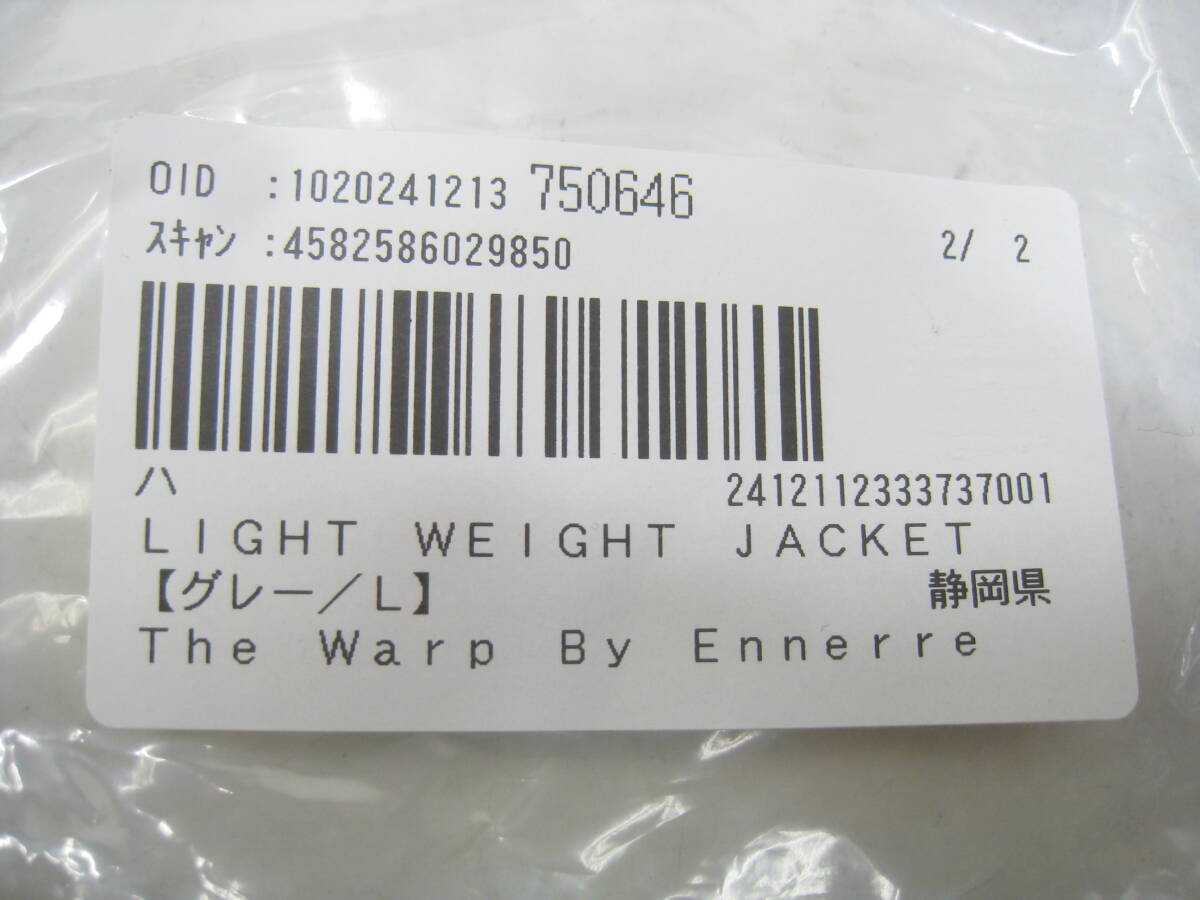 OID :1020241213 750646
ｽｷｬﾝ :4582586029850 2/ 2
ハ 2412112333737001
ＬＩＧＨＴ ＷＥＩＧＨＴ ＪＡＣＫＥＴ
【グレー／Ｌ】 静岡県
Ｔｈｅ Ｗａｒｐ Ｂｙ Ｅｎｎｅｒｒｅ